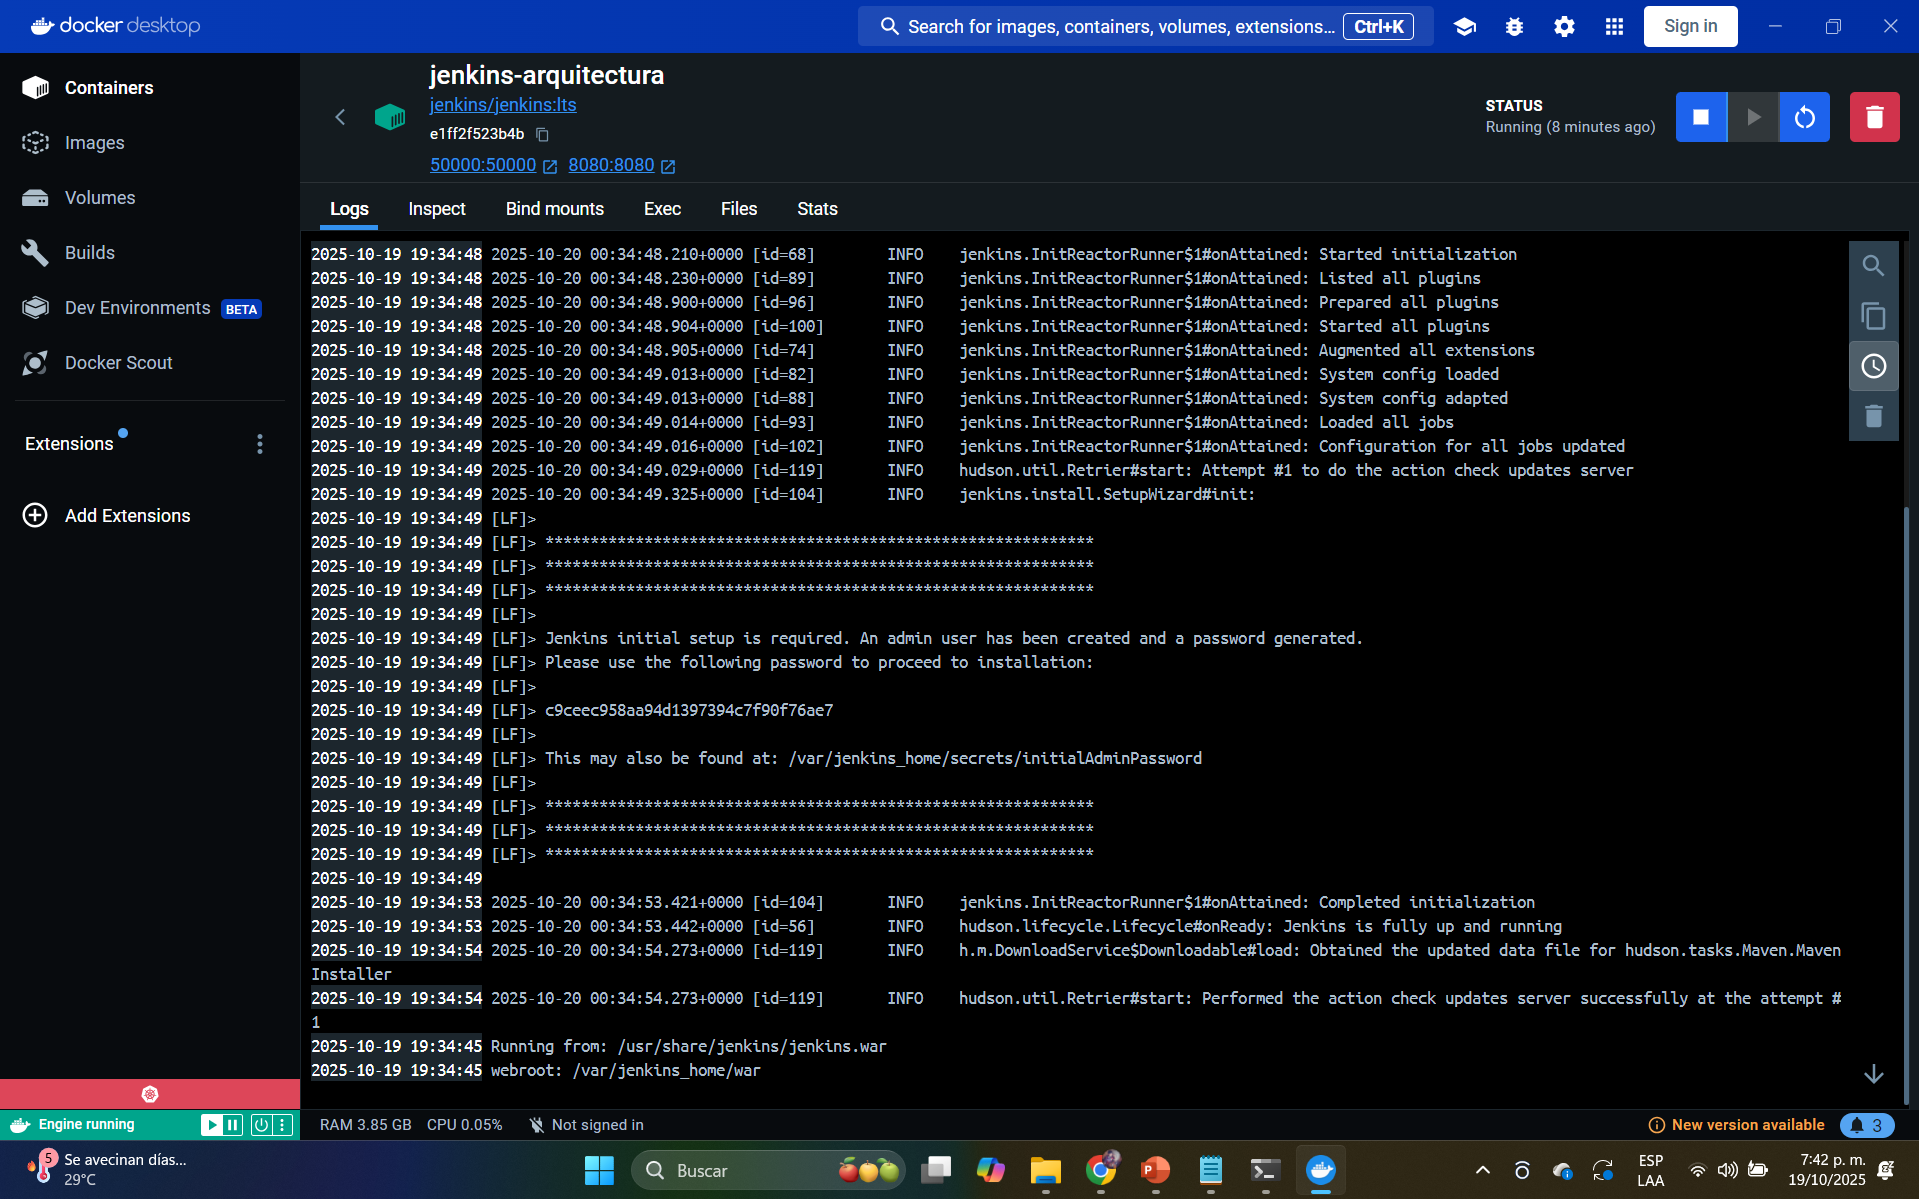 docker desktop
Search for images, containers, volumes, extensions... Ctrl+K
Sign in
Containers
Images
Volumes
Builds
Dev Environments BETA
Docker Scout
Extensions
Add Extensions
jenkins-arquitectura
jenkins/jenkins:lts
e1ff2f523b4b
50000:50000 8080:8080
STATUS
Running (8 minutes ago)
Logs Inspect Bind mounts Exec Files Stats
2025-10-19 19:34:48 2025-10-20 00:34:48.210+0000 [id=68] INFO jenkins.InitReactorRunner$1#onAttained: Started initialization
2025-10-19 19:34:48 2025-10-20 00:34:48.230+0000 [id=89] INFO jenkins.InitReactorRunner$1#onAttained: Listed all plugins
2025-10-19 19:34:48 2025-10-20 00:34:48.900+0000 [id=96] INFO jenkins.InitReactorRunner$1#onAttained: Prepared all plugins
2025-10-19 19:34:48 2025-10-20 00:34:48.904+0000 [id=100] INFO jenkins.InitReactorRunner$1#onAttained: Started all plugins
2025-10-19 19:34:48 2025-10-20 00:34:48.905+0000 [id=74] INFO jenkins.InitReactorRunner$1#onAttained: Augmented all extensions
2025-10-19 19:34:49 2025-10-20 00:34:49.013+0000 [id=82] INFO jenkins.InitReactorRunner$1#onAttained: System config loaded
2025-10-19 19:34:49 2025-10-20 00:34:49.013+0000 [id=88] INFO jenkins.InitReactorRunner$1#onAttained: System config adapted
2025-10-19 19:34:49 2025-10-20 00:34:49.014+0000 [id=93] INFO jenkins.InitReactorRunner$1#onAttained: Loaded all jobs
2025-10-19 19:34:49 2025-10-20 00:34:49.016+0000 [id=102] INFO jenkins.InitReactorRunner$1#onAttained: Configuration for all jobs updated
2025-10-19 19:34:49 2025-10-20 00:34:49.029+0000 [id=119] INFO hudson.util.Retrier#start: Attempt #1 to do the action check updates server
2025-10-19 19:34:49 2025-10-20 00:34:49.325+0000 [id=104] INFO jenkins.install.SetupWizard#init:
2025-10-19 19:34:49 [LF]>
2025-10-19 19:34:49 [LF]> *************************************************************
2025-10-19 19:34:49 [LF]> *************************************************************
2025-10-19 19:34:49 [LF]> *************************************************************
2025-10-19 19:34:49 [LF]>
2025-10-19 19:34:49 [LF]> Jenkins initial setup is required. An admin user has been created and a password generated.
2025-10-19 19:34:49 [LF]> Please use the following password to proceed to installation:
2025-10-19 19:34:49 [LF]>
2025-10-19 19:34:49 [LF]> c9ceec958aa94d1397394c7f90f76ae7
2025-10-19 19:34:49 [LF]>
2025-10-19 19:34:49 [LF]> This may also be found at: /var/jenkins_home/secrets/initialAdminPassword
2025-10-19 19:34:49 [LF]>
2025-10-19 19:34:49 [LF]> *************************************************************
2025-10-19 19:34:49 [LF]> *************************************************************
2025-10-19 19:34:49 [LF]> *************************************************************
2025-10-19 19:34:49
2025-10-19 19:34:53 2025-10-20 00:34:53.421+0000 [id=104] INFO jenkins.InitReactorRunner$1#onAttained: Completed initialization
2025-10-19 19:34:53 2025-10-20 00:34:53.442+0000 [id=56] INFO hudson.lifecycle.Lifecycle#onReady: Jenkins is fully up and running
2025-10-19 19:34:54 2025-10-20 00:34:54.273+0000 [id=119] INFO h.m.DownloadService$Downloadable#load: Obtained the updated data file for hudson.tasks.Maven.Maven
Installer
2025-10-19 19:34:54 2025-10-20 00:34:54.273+0000 [id=119] INFO hudson.util.Retrier#start: Performed the action check updates server successfully at the attempt #
1
2025-10-19 19:34:45 Running from: /usr/share/jenkins/jenkins.war
2025-10-19 19:34:45 webroot: /var/jenkins_home/war
Engine running
RAM 3.85 GB CPU 0.05% Not signed in
New version available 3
5
Se avecinan días...
29°C
Buscar
ESP
LAA
7:42 p. m.
19/10/2025